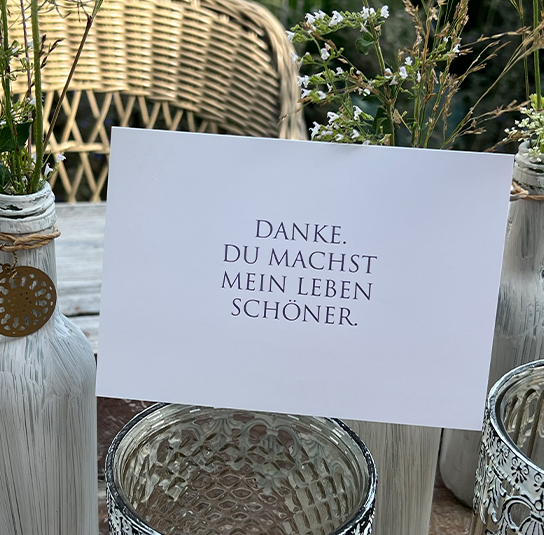 DANKE.
DU MACHST
MEIN LEBEN
SCHÖNER.